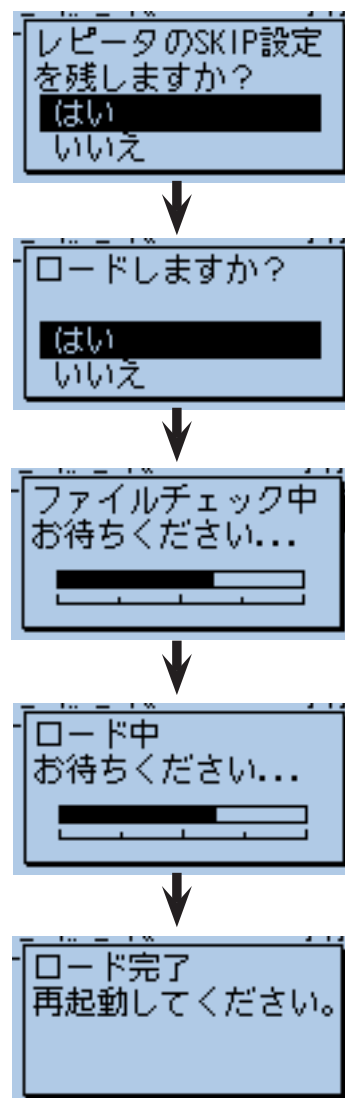 レピータのSKIP設定
を残しますか？
はい
いいえ
ロードしますか？
はい
いいえ
ファイルチェック中
お待ちください...
ロード中
お待ちください...
ロード完了
再起動してください。